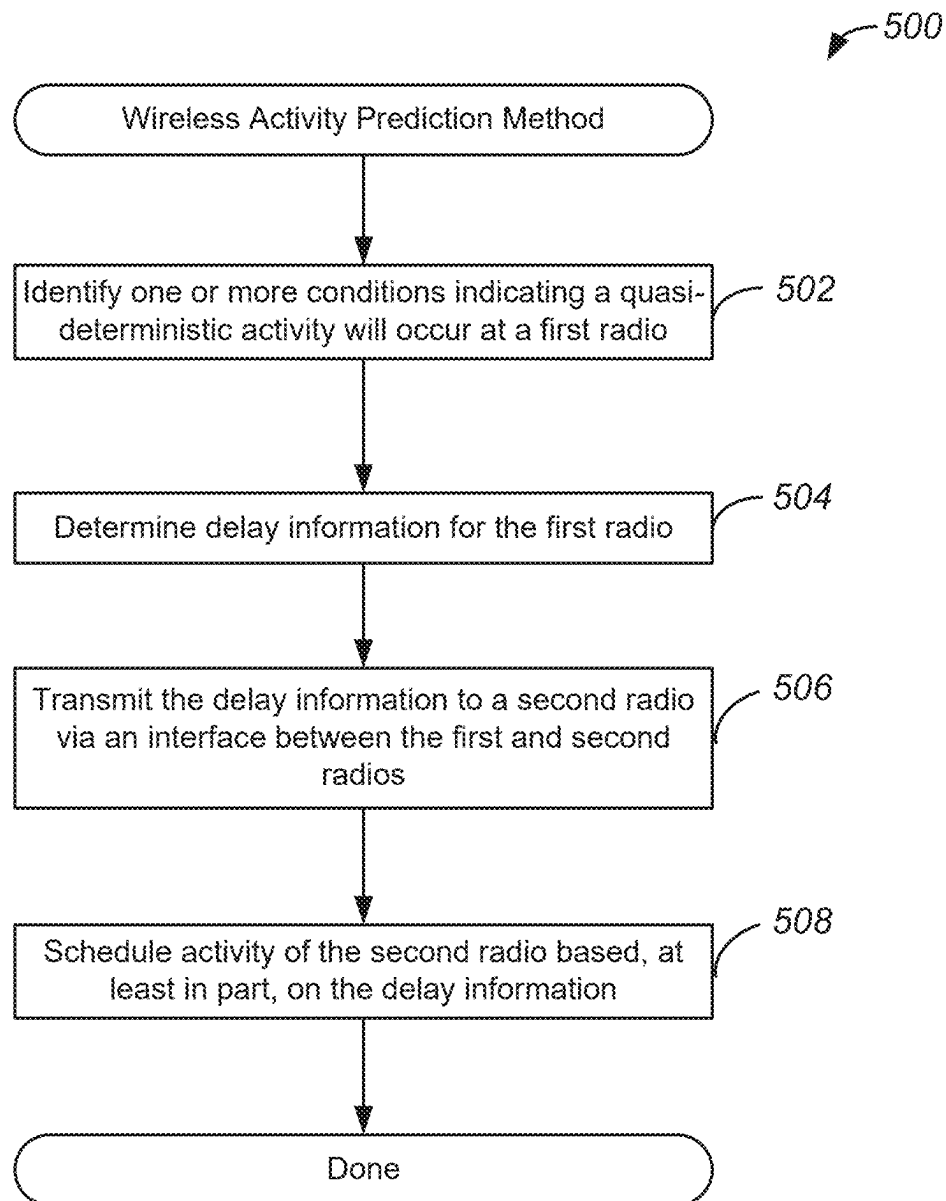 500
Wireless Activity Prediction Method
Identify one or more conditions indicating a quasi-
deterministic activity will occur at a first radio
502
Determine delay information for the first radio
504
Transmit the delay information to a second radio
via an interface between the first and second
radios
506
Schedule activity of the second radio based, at
least in part, on the delay information
508
Done